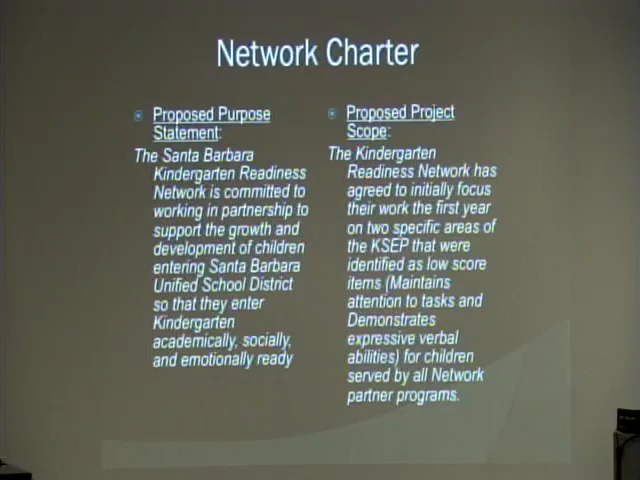 Network Charter
Proposed Purpose
Statement:
The Santa Barbara
Kindergarten Readiness
Network is committed to
working in partnership to
support the growth and
development of children
entering Santa Barbara
Unified School District
so that they enter
Kindergarten
academically, socially,
and emotionally ready
Proposed Project
Scope:
The Kindergarten
Readiness Network has
agreed to initially focus
their work the first year
on two specific areas of
the KSEP that were
identified as low score
items (Maintains
attention to tasks and
Demonstrates
expressive verbal
abilities) for children
served by all Network
partner programs.